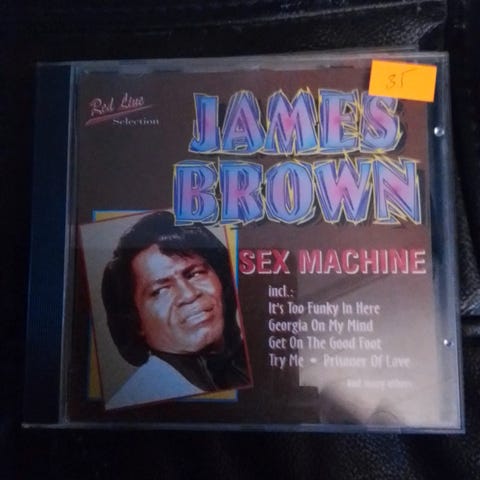 35
Red Line
Selection
JAMES
BROWN
SEX MACHINE
incl.:
It's Too Funky In Here
Georgia On My Mind
Get On The Good Foot
Try Me • Prisoner Of Love
and many others